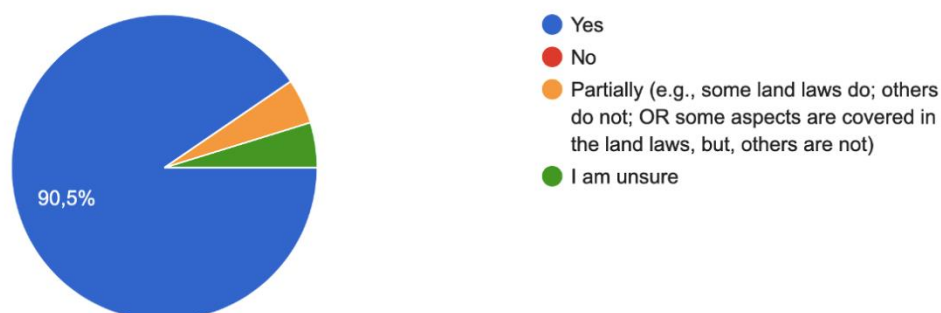 90,5%
Yes
No
Partially (e.g., some land laws do; others
do not; OR some aspects are covered in
the land laws, but, others are not)
I am unsure